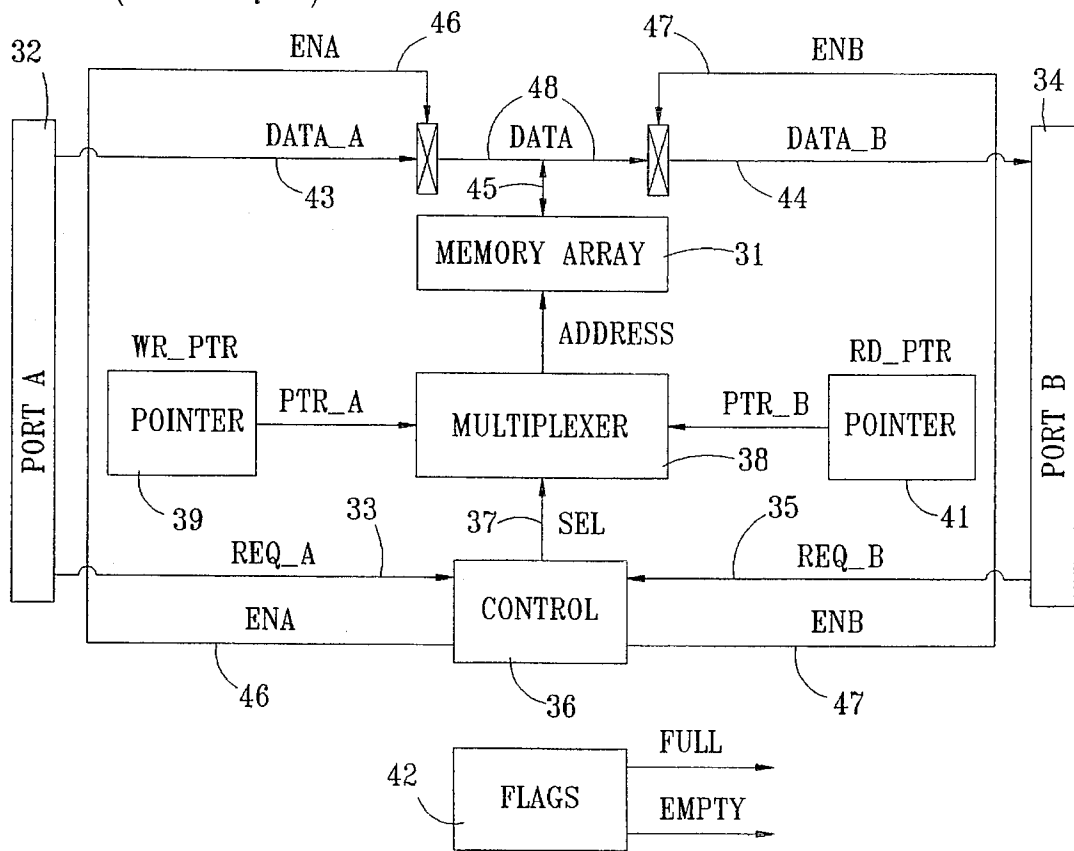 46
47
ENA
ENB
32
34
48
DATA_A
DATA
DATA_B
43
45
44
MEMORY ARRAY
31
ADDRESS
WR_PTR
RD_PTR
PORT A
POINTER
PTR_A
MULTIPLEXER
PTR_B
POINTER
PORT B
38
39
33
37
SEL
35
41
REQ_A
REQ_B
CONTROL
ENA
ENB
46
36
47
FULL
42
FLAGS
EMPTY